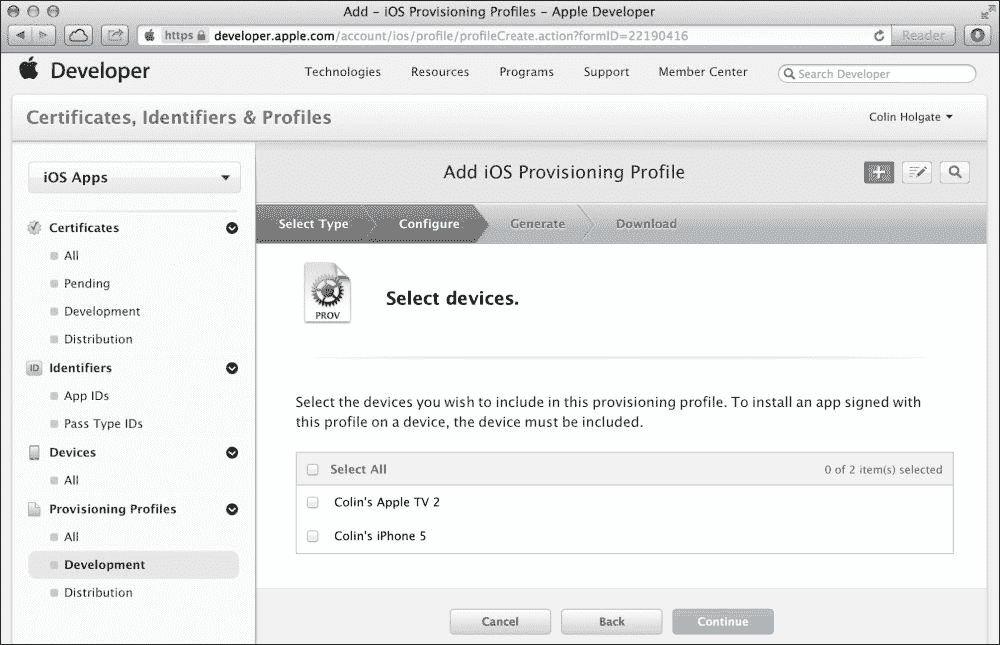 Add – iOS Provisioning Profiles – Apple Developer
https developer.apple.com/account/ios/profile/profileCreate.action?formID=22190416
Reader
Developer
Technologies Resources Programs Support Member Center Search Developer
Certificates, Identifiers & Profiles
Colin Holgate
iOS Apps
Add iOS Provisioning Profile
Certificates
All
Pending
Development
Distribution
ID Identifiers
App IDs
Pass Type IDs
Devices
All
Provisioning Profiles
All
Development
Distribution
Select Type Configure Generate Download
PROV
Select devices.
Select the devices you wish to include in this provisioning profile. To install an app signed with
this profile on a device, the device must be included.
Select All 0 of 2 item(s) selected
Colin's Apple TV 2
Colin's iPhone 5
Cancel Back Continue